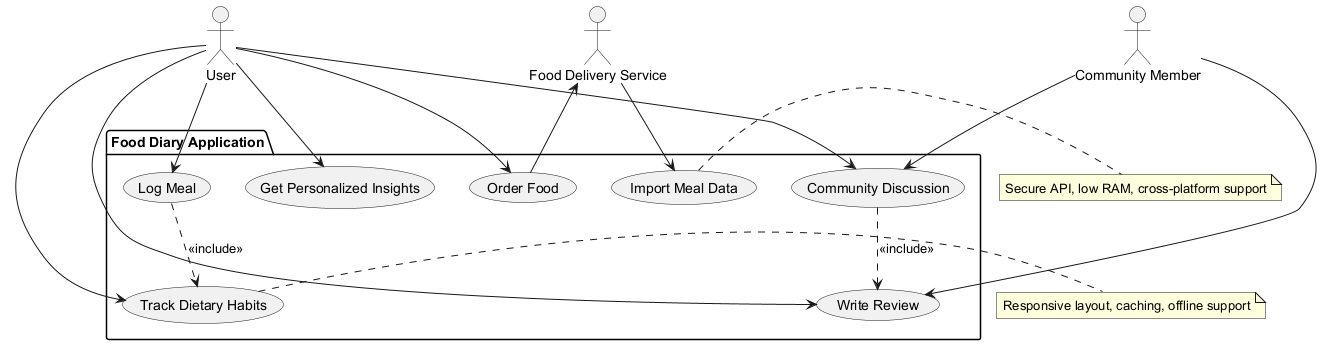 User
Food Delivery Service
Community Member
Food Diary Application
Log Meal
Get Personalized Insights
Order Food
Import Meal Data
Community Discussion
Secure API, low RAM, cross-platform support
«include»
«include»
Track Dietary Habits
Write Review
Responsive layout, caching, offline support